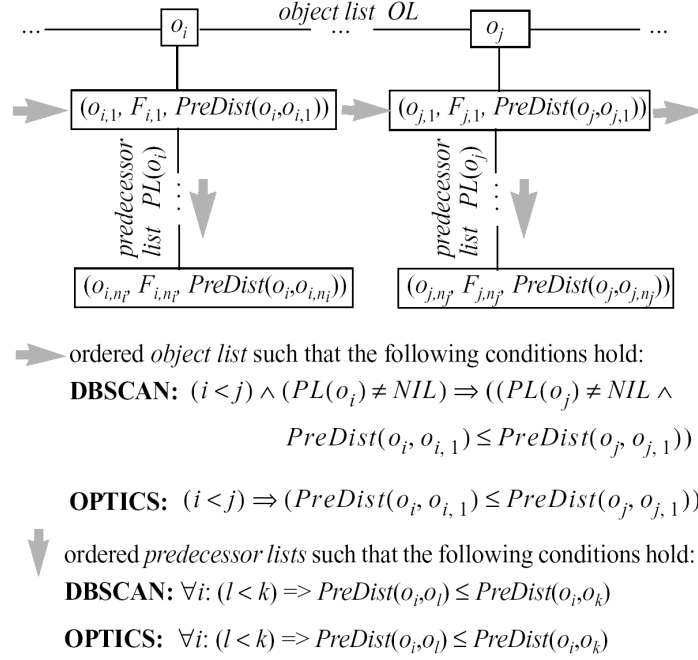 ... object list OL ... ...
o_i o_j
(o_{i,1}, F_{i,1}, PreDist(o_i,o_{i,1})) (o_{j,1}, F_{j,1}, PreDist(o_j,o_{j,1}))
predecessor
list PL(o_i) ... ...
predecessor
list PL(o_j) ... ...
(o_{i,n_i}, F_{i,n_i}, PreDist(o_i,o_{i,n_i})) (o_{j,n_j}, F_{j,n_j}, PreDist(o_j,o_{j,n_j}))
ordered object list such that the following conditions hold:
DBSCAN: (i < j) ∧ (PL(o_i) ≠ NIL) ⇒ ((PL(o_j) ≠ NIL ∧
PreDist(o_i, o_{i, 1}) ≤ PreDist(o_j, o_{j, 1}))
OPTICS: (i < j) ⇒ (PreDist(o_i, o_{i, 1}) ≤ PreDist(o_j, o_{j, 1}))
ordered predecessor lists such that the following conditions hold:
DBSCAN: ∀i: (l < k) => PreDist(o_i,o_l) ≤ PreDist(o_i,o_k)
OPTICS: ∀i: (l < k) => PreDist(o_i,o_l) ≤ PreDist(o_i,o_k)